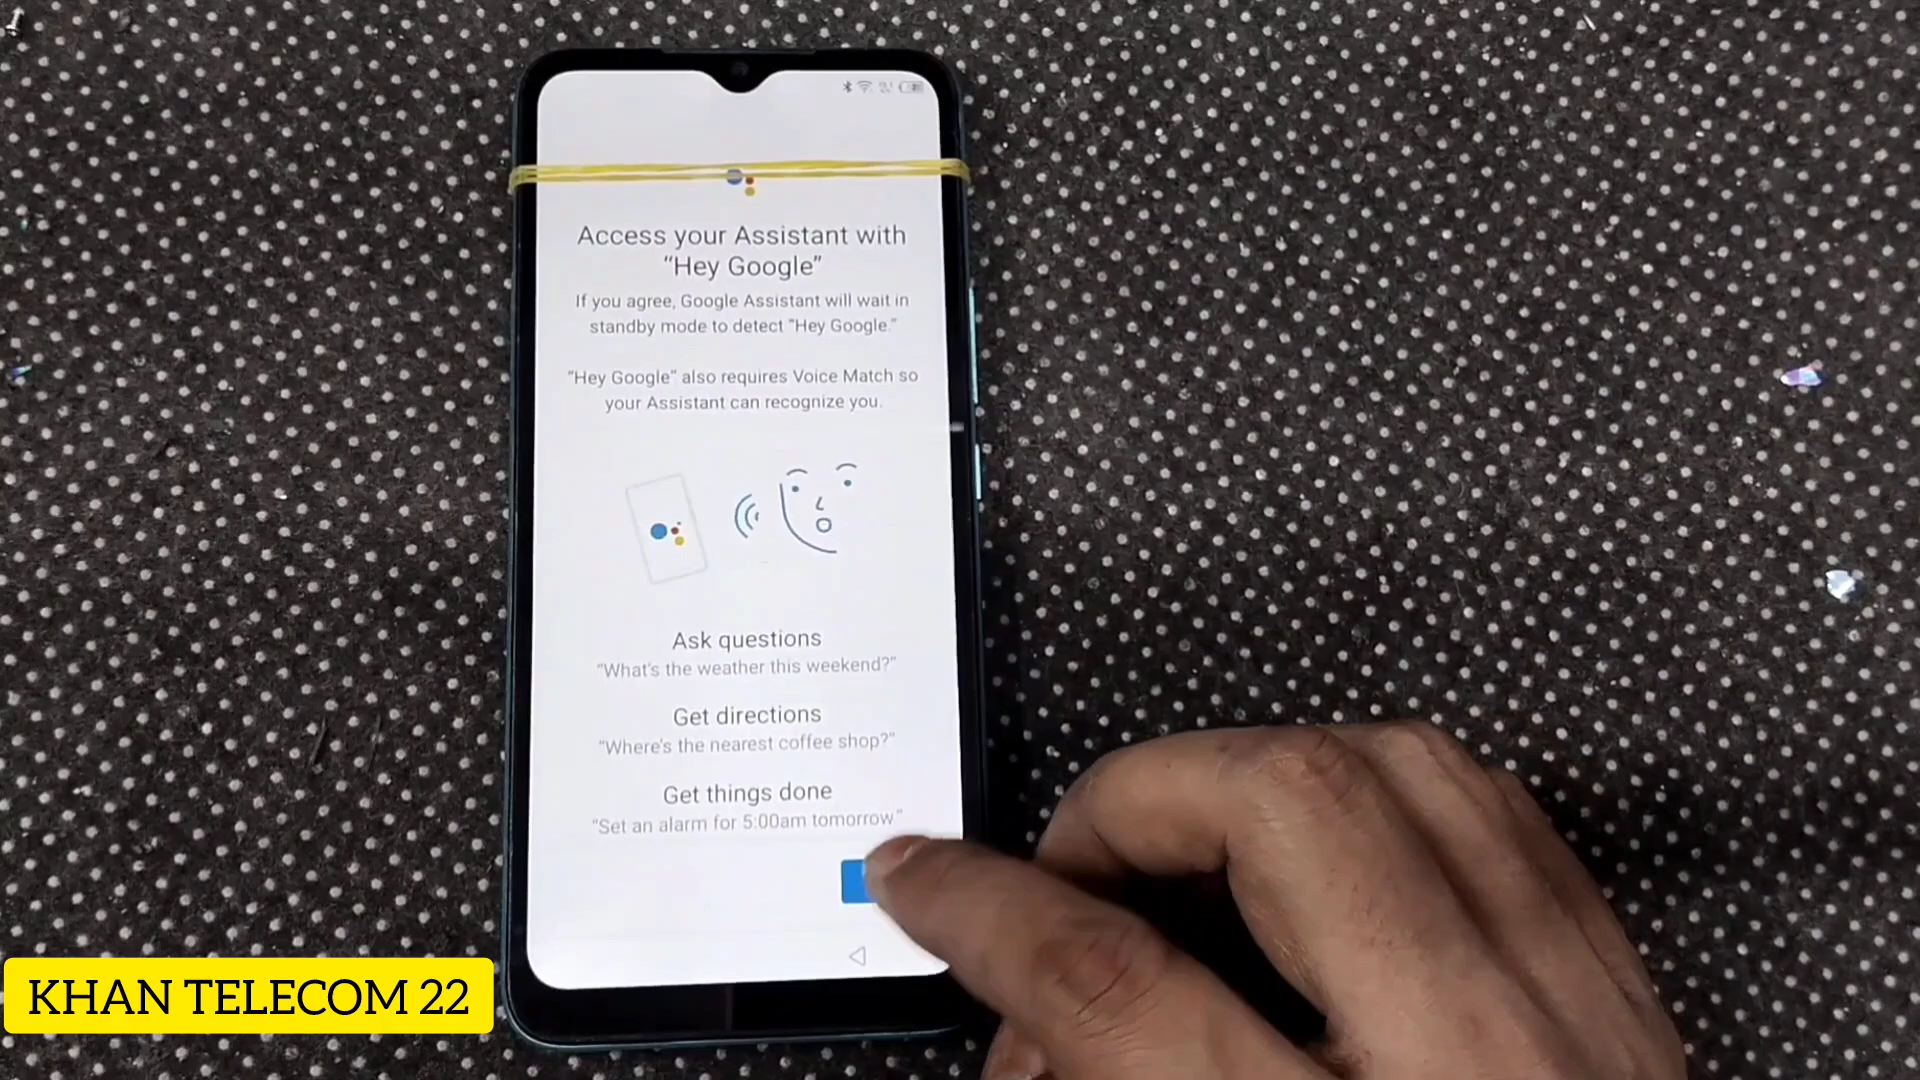 Access your Assistant with
“Hey Google”
If you agree, Google Assistant will wait in
standby mode to detect “Hey Google.”
“Hey Google” also requires Voice Match so
your Assistant can recognize you.
Ask questions
“What's the weather this weekend?”
Get directions
“Where's the nearest coffee shop?”
Get things done
“Set an alarm for 5:00am tomorrow.”
KHAN TELECOM 22